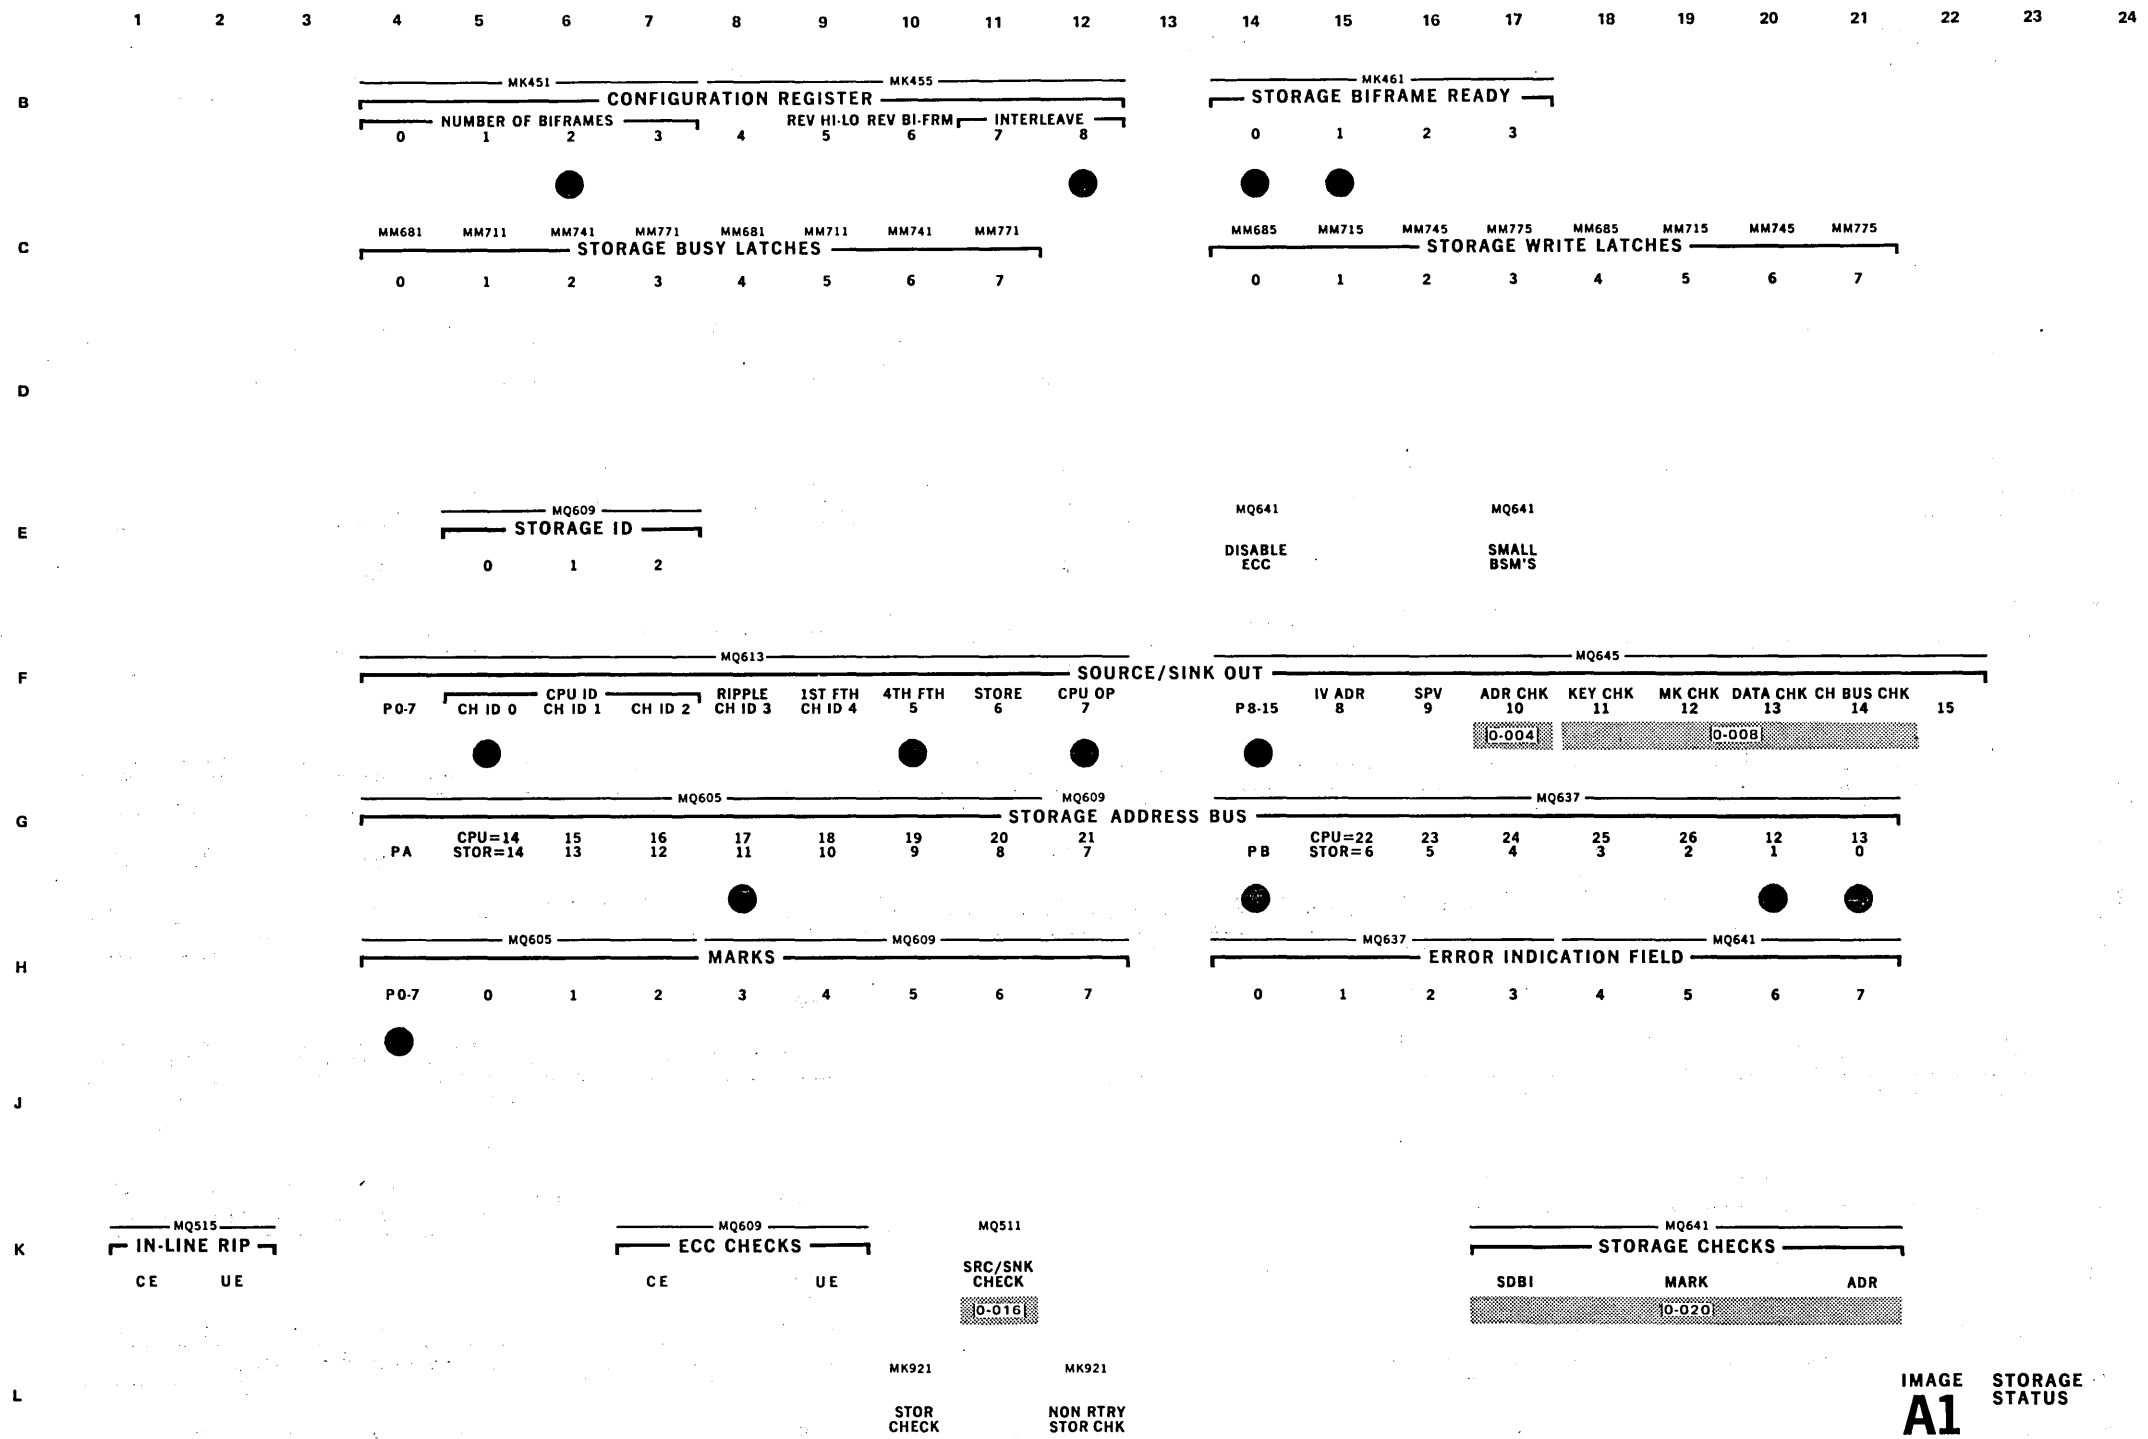 1 2 3 4 5 6 7 8 9 10 11 12 13 14 15 16 17 18 19 20 21 22 23 24
MK451 MK455 MK461
B CONFIGURATION REGISTER STORAGE BIFRAME READY
NUMBER OF BIFRAMES REV HI-LO REV BI-FRM INTERLEAVE
0 1 2 3 4 5 6 7 8 0 1 2 3
MM681 MM711 MM741 MM771 MM681 MM711 MM741 MM771 MM685 MM715 MM745 MM775 MM685 MM715 MM745 MM775
C STORAGE BUSY LATCHES STORAGE WRITE LATCHES
0 1 2 3 4 5 6 7 0 1 2 3 4 5 6 7
D
MQ609 MQ641 MQ641
E STORAGE ID
DISABLE SMALL
0 1 2 ECC BSM'S
MQ613 MQ645
F SOURCE/SINK OUT
CPU ID RIPPLE 1ST FTH 4TH FTH STORE CPU OP IV ADR SPV ADR CHK KEY CHK MK CHK DATA CHK CH BUS CHK
P0-7 CH ID 0 CH ID 1 CH ID 2 CH ID 3 CH ID 4 5 6 7 P8-15 8 9 10 11 12 13 14 15
0-004 0-008
MQ605 MQ609 MQ637
G STORAGE ADDRESS BUS
CPU=14 15 16 17 18 19 20 21 CPU=22 23 24 25 26 12 13
PA STOR=14 13 12 11 10 9 8 7 PB STOR=6 5 4 3 2 1 0
MQ605 MQ609 MQ637 MQ641
H MARKS ERROR INDICATION FIELD
P0-7 0 1 2 3 4 5 6 7 0 1 2 3 4 5 6 7
J
MQ515 MQ609 MQ511 MQ641
K IN-LINE RIP ECC CHECKS STORAGE CHECKS
SRC/SNK
CE UE CE UE CHECK SDBI MARK ADR
0-016 0-020
MK921 MK921
L IMAGE STORAGE
A1 STATUS
STOR NON RTRY
CHECK STOR CHK